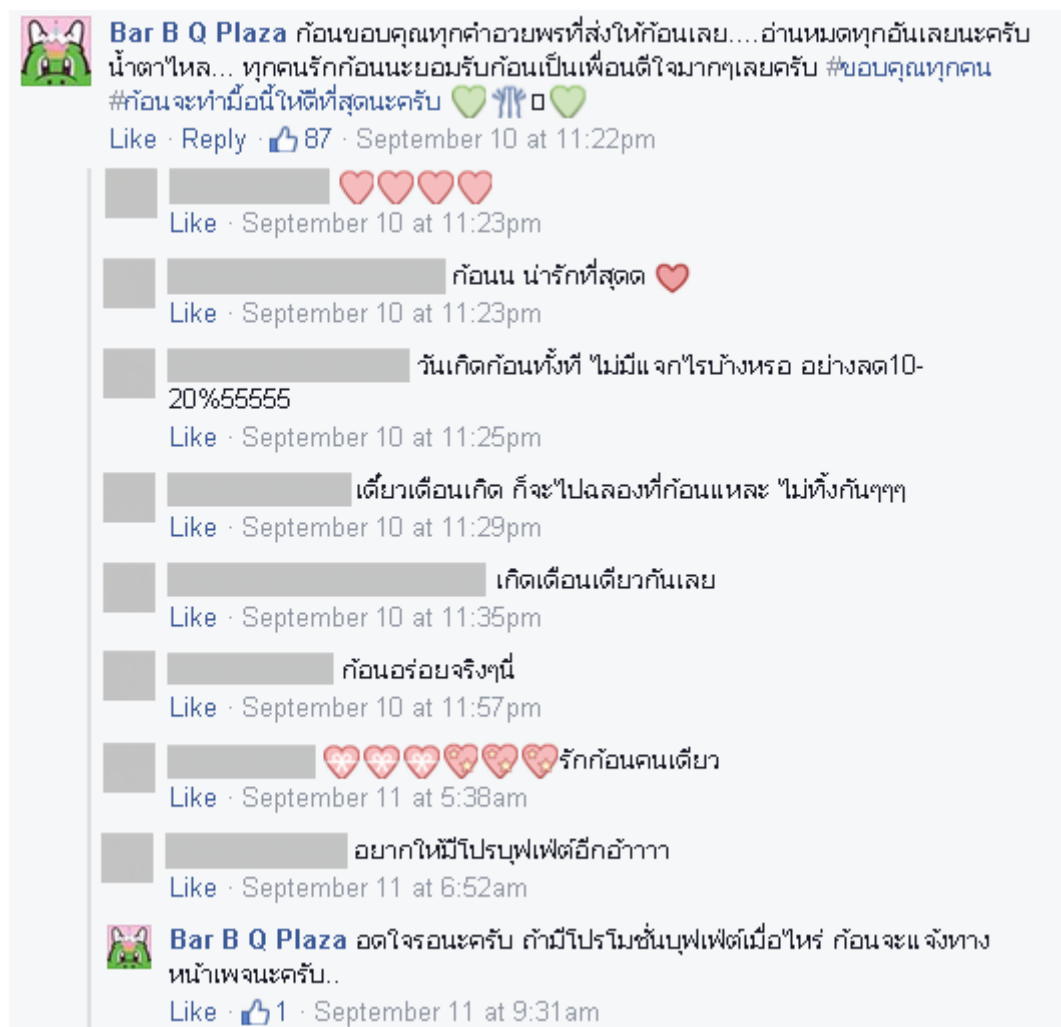 Bar B Q Plaza ก้อนขอบคุณทุกคำอวยพรที่ส่งให้ก้อนเลย....อ่านหมดทุกอันเลยนะครับ
น้ำตาไหล... ทุกคนรักก้อนนะยอมรับก้อนเป็นเพื่อนดีใจมากๆเลยครับ #ขอบคุณทุกคน
#ก้อนจะทำมื้อนี้ให้ดีที่สุดนะครับ
Like · Reply · 87 · September 10 at 11:22pm
Like · September 10 at 11:23pm
ก้อนน น่ารักที่สุดด
Like · September 10 at 11:23pm
วันเกิดก้อนทั้งที ไม่มีแจกไรบ้างหรอ อย่างลด10-
20%55555
Like · September 10 at 11:25pm
เดี๋ยวเดือนเกิด ก็จะไปฉลองที่ก้อนแหละ ไม่ทิ้งกันๆๆๆ
Like · September 10 at 11:29pm
เกิดเดือนเดียวกันเลย
Like · September 10 at 11:35pm
ก้อนอร่อยจริงๆนี่
Like · September 10 at 11:57pm
รักก้อนคนเดียว
Like · September 11 at 5:38am
อยากให้มีโปรบุฟเฟ่ต์อีกอ้าาาา
Like · September 11 at 6:52am
Bar B Q Plaza อดใจรอนะครับ ถ้ามีโปรโมชั่นบุฟเฟ่ต์เมื่อไหร่ ก้อนจะแจ้งทาง
หน้าเพจนะครับ..
Like · 1 · September 11 at 9:31am